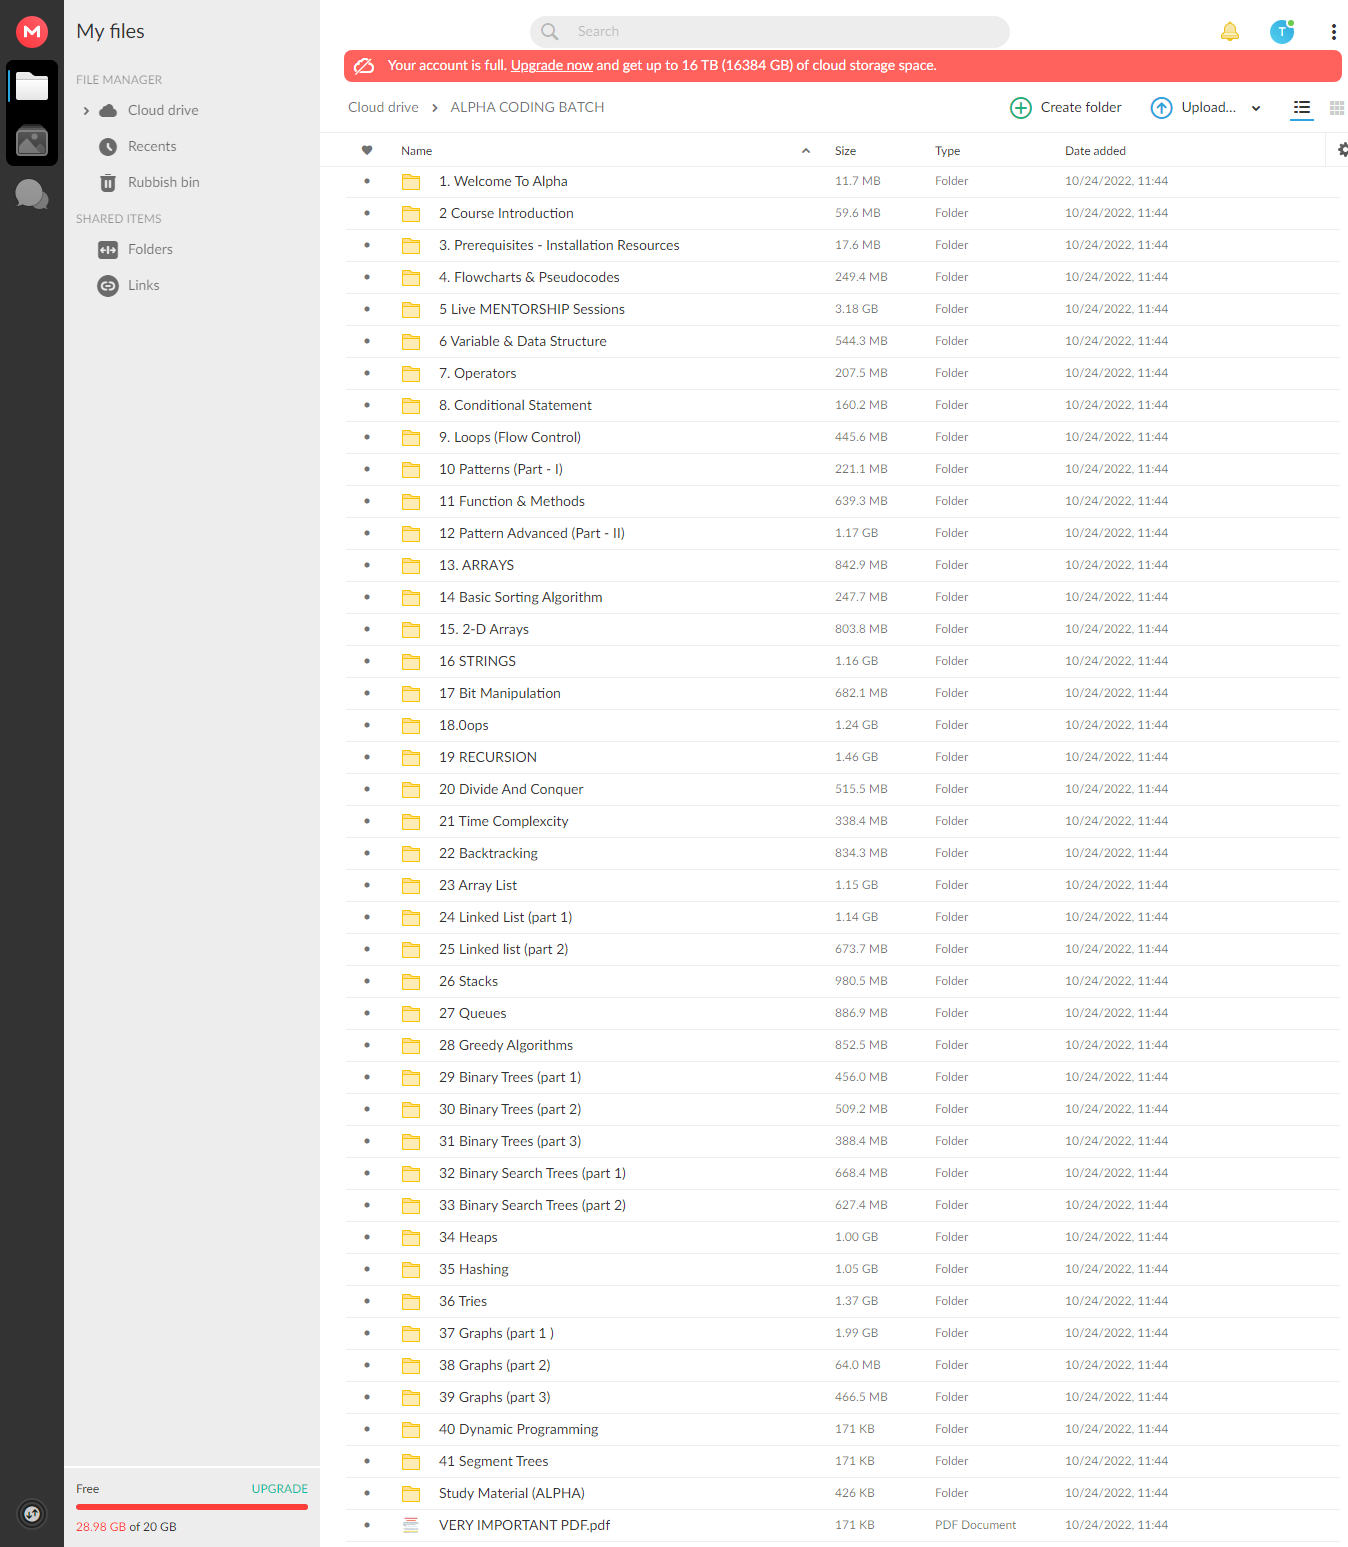 My files
FILE MANAGER
Cloud drive
Recents
Rubbish bin
SHARED ITEMS
Folders
Links
Search
T
Your account is full. Upgrade now and get up to 16 TB (16384 GB) of cloud storage space.
Cloud drive > ALPHA CODING BATCH
Create folder Upload...
Name Size Type Date added
1. Welcome To Alpha 11.7 MB Folder 10/24/2022, 11:44
2 Course Introduction 59.6 MB Folder 10/24/2022, 11:44
3. Prerequisites - Installation Resources 17.6 MB Folder 10/24/2022, 11:44
4. Flowcharts & Pseudocodes 249.4 MB Folder 10/24/2022, 11:44
5 Live MENTORSHIP Sessions 3.18 GB Folder 10/24/2022, 11:44
6 Variable & Data Structure 544.3 MB Folder 10/24/2022, 11:44
7. Operators 207.5 MB Folder 10/24/2022, 11:44
8. Conditional Statement 160.2 MB Folder 10/24/2022, 11:44
9. Loops (Flow Control) 445.6 MB Folder 10/24/2022, 11:44
10 Patterns (Part - I) 221.1 MB Folder 10/24/2022, 11:44
11 Function & Methods 639.3 MB Folder 10/24/2022, 11:44
12 Pattern Advanced (Part - II) 1.17 GB Folder 10/24/2022, 11:44
13. ARRAYS 842.9 MB Folder 10/24/2022, 11:44
14 Basic Sorting Algorithm 247.7 MB Folder 10/24/2022, 11:44
15. 2-D Arrays 803.8 MB Folder 10/24/2022, 11:44
16 STRINGS 1.16 GB Folder 10/24/2022, 11:44
17 Bit Manipulation 682.1 MB Folder 10/24/2022, 11:44
18.0ops 1.24 GB Folder 10/24/2022, 11:44
19 RECURSION 1.46 GB Folder 10/24/2022, 11:44
20 Divide And Conquer 515.5 MB Folder 10/24/2022, 11:44
21 Time Complexcity 338.4 MB Folder 10/24/2022, 11:44
22 Backtracking 834.3 MB Folder 10/24/2022, 11:44
23 Array List 1.15 GB Folder 10/24/2022, 11:44
24 Linked List (part 1) 1.14 GB Folder 10/24/2022, 11:44
25 Linked list (part 2) 673.7 MB Folder 10/24/2022, 11:44
26 Stacks 980.5 MB Folder 10/24/2022, 11:44
27 Queues 886.9 MB Folder 10/24/2022, 11:44
28 Greedy Algorithms 852.5 MB Folder 10/24/2022, 11:44
29 Binary Trees (part 1) 456.0 MB Folder 10/24/2022, 11:44
30 Binary Trees (part 2) 509.2 MB Folder 10/24/2022, 11:44
31 Binary Trees (part 3) 388.4 MB Folder 10/24/2022, 11:44
32 Binary Search Trees (part 1) 668.4 MB Folder 10/24/2022, 11:44
33 Binary Search Trees (part 2) 627.4 MB Folder 10/24/2022, 11:44
34 Heaps 1.00 GB Folder 10/24/2022, 11:44
35 Hashing 1.05 GB Folder 10/24/2022, 11:44
36 Tries 1.37 GB Folder 10/24/2022, 11:44
37 Graphs (part 1 ) 1.99 GB Folder 10/24/2022, 11:44
38 Graphs (part 2) 64.0 MB Folder 10/24/2022, 11:44
39 Graphs (part 3) 466.5 MB Folder 10/24/2022, 11:44
40 Dynamic Programming 171 KB Folder 10/24/2022, 11:44
41 Segment Trees 171 KB Folder 10/24/2022, 11:44
Study Material (ALPHA) 426 KB Folder 10/24/2022, 11:44
VERY IMPORTANT PDF.pdf 171 KB PDF Document 10/24/2022, 11:44
Free UPGRADE
28.98 GB of 20 GB